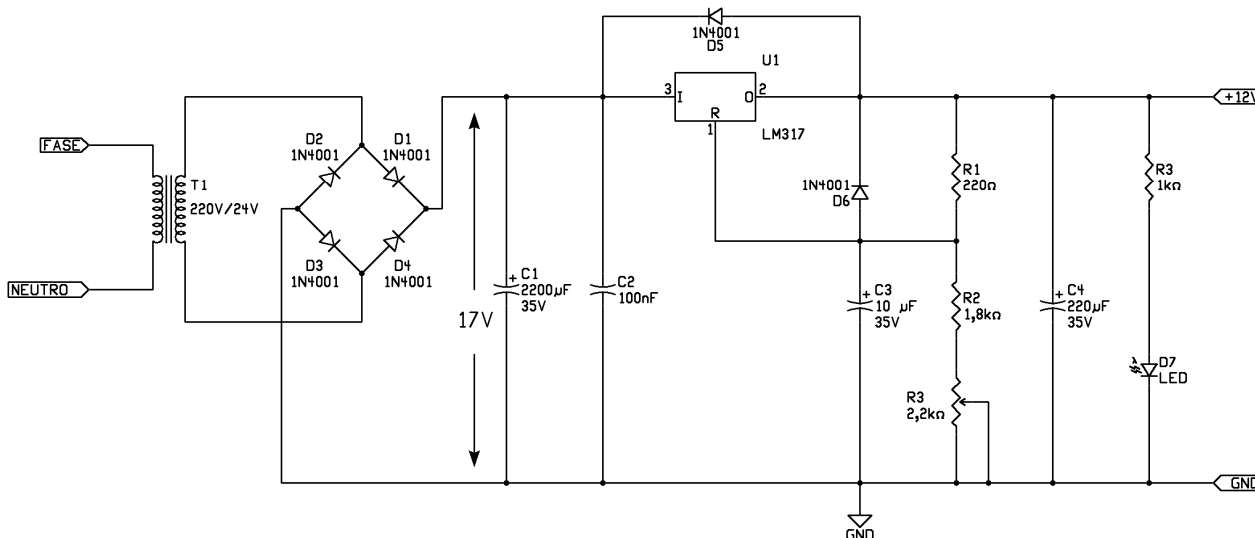 1N4001
D5
U1
3
I
O
2
R
1
LM317
+12V
FASE
NEUTRO
T1
220V/24V
D2
1N4001
D1
1N4001
D3
1N4001
D4
1N4001
17V
C1
+
2200µF
35V
C2
100nF
1N4001
D6
R1
220Ω
R3
1kΩ
+
C3
10 µF
35V
R2
1,8kΩ
+
C4
220µF
35V
R3
2,2kΩ
D7
LED
GND
GND